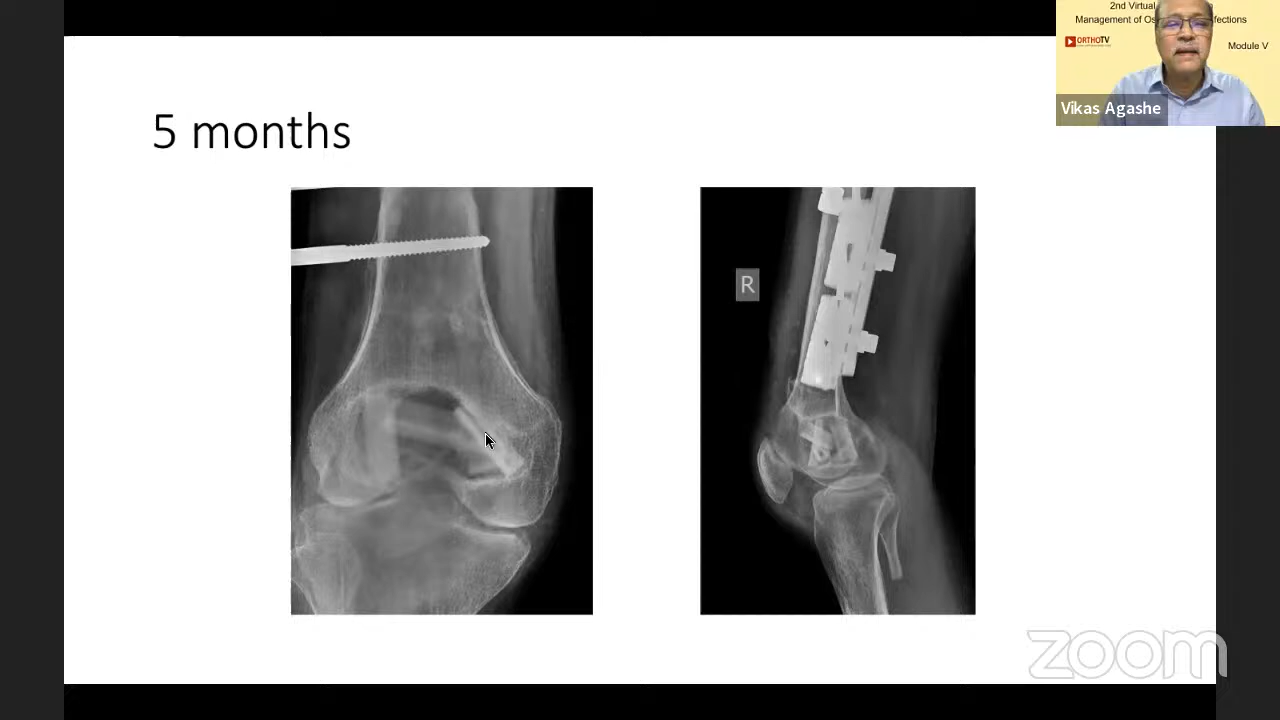 2nd Virtual
Management of Os fections
ORTHOTV
Module V
Vikas Agashe
5 months
R
zoom